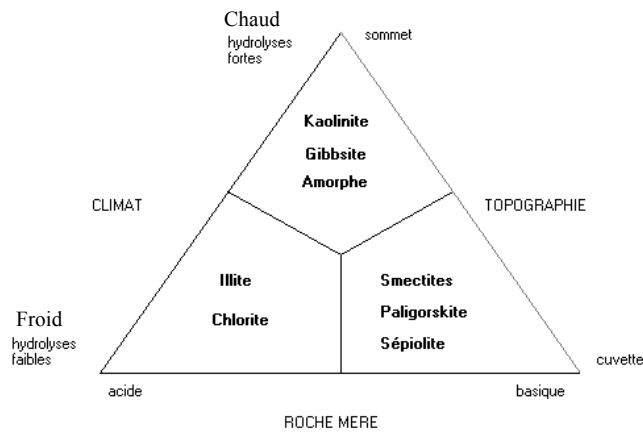 Chaud
hydrolyses
fortes
sommet
Kaolinite
Gibbsite
Amorphe
CLIMAT
TOPOGRAPHIE
Illite
Chlorite
Smectites
Paligorskite
Sépiolite
Froid
hydrolyses
faibles
cuvette
acide
basique
ROCHE MERE